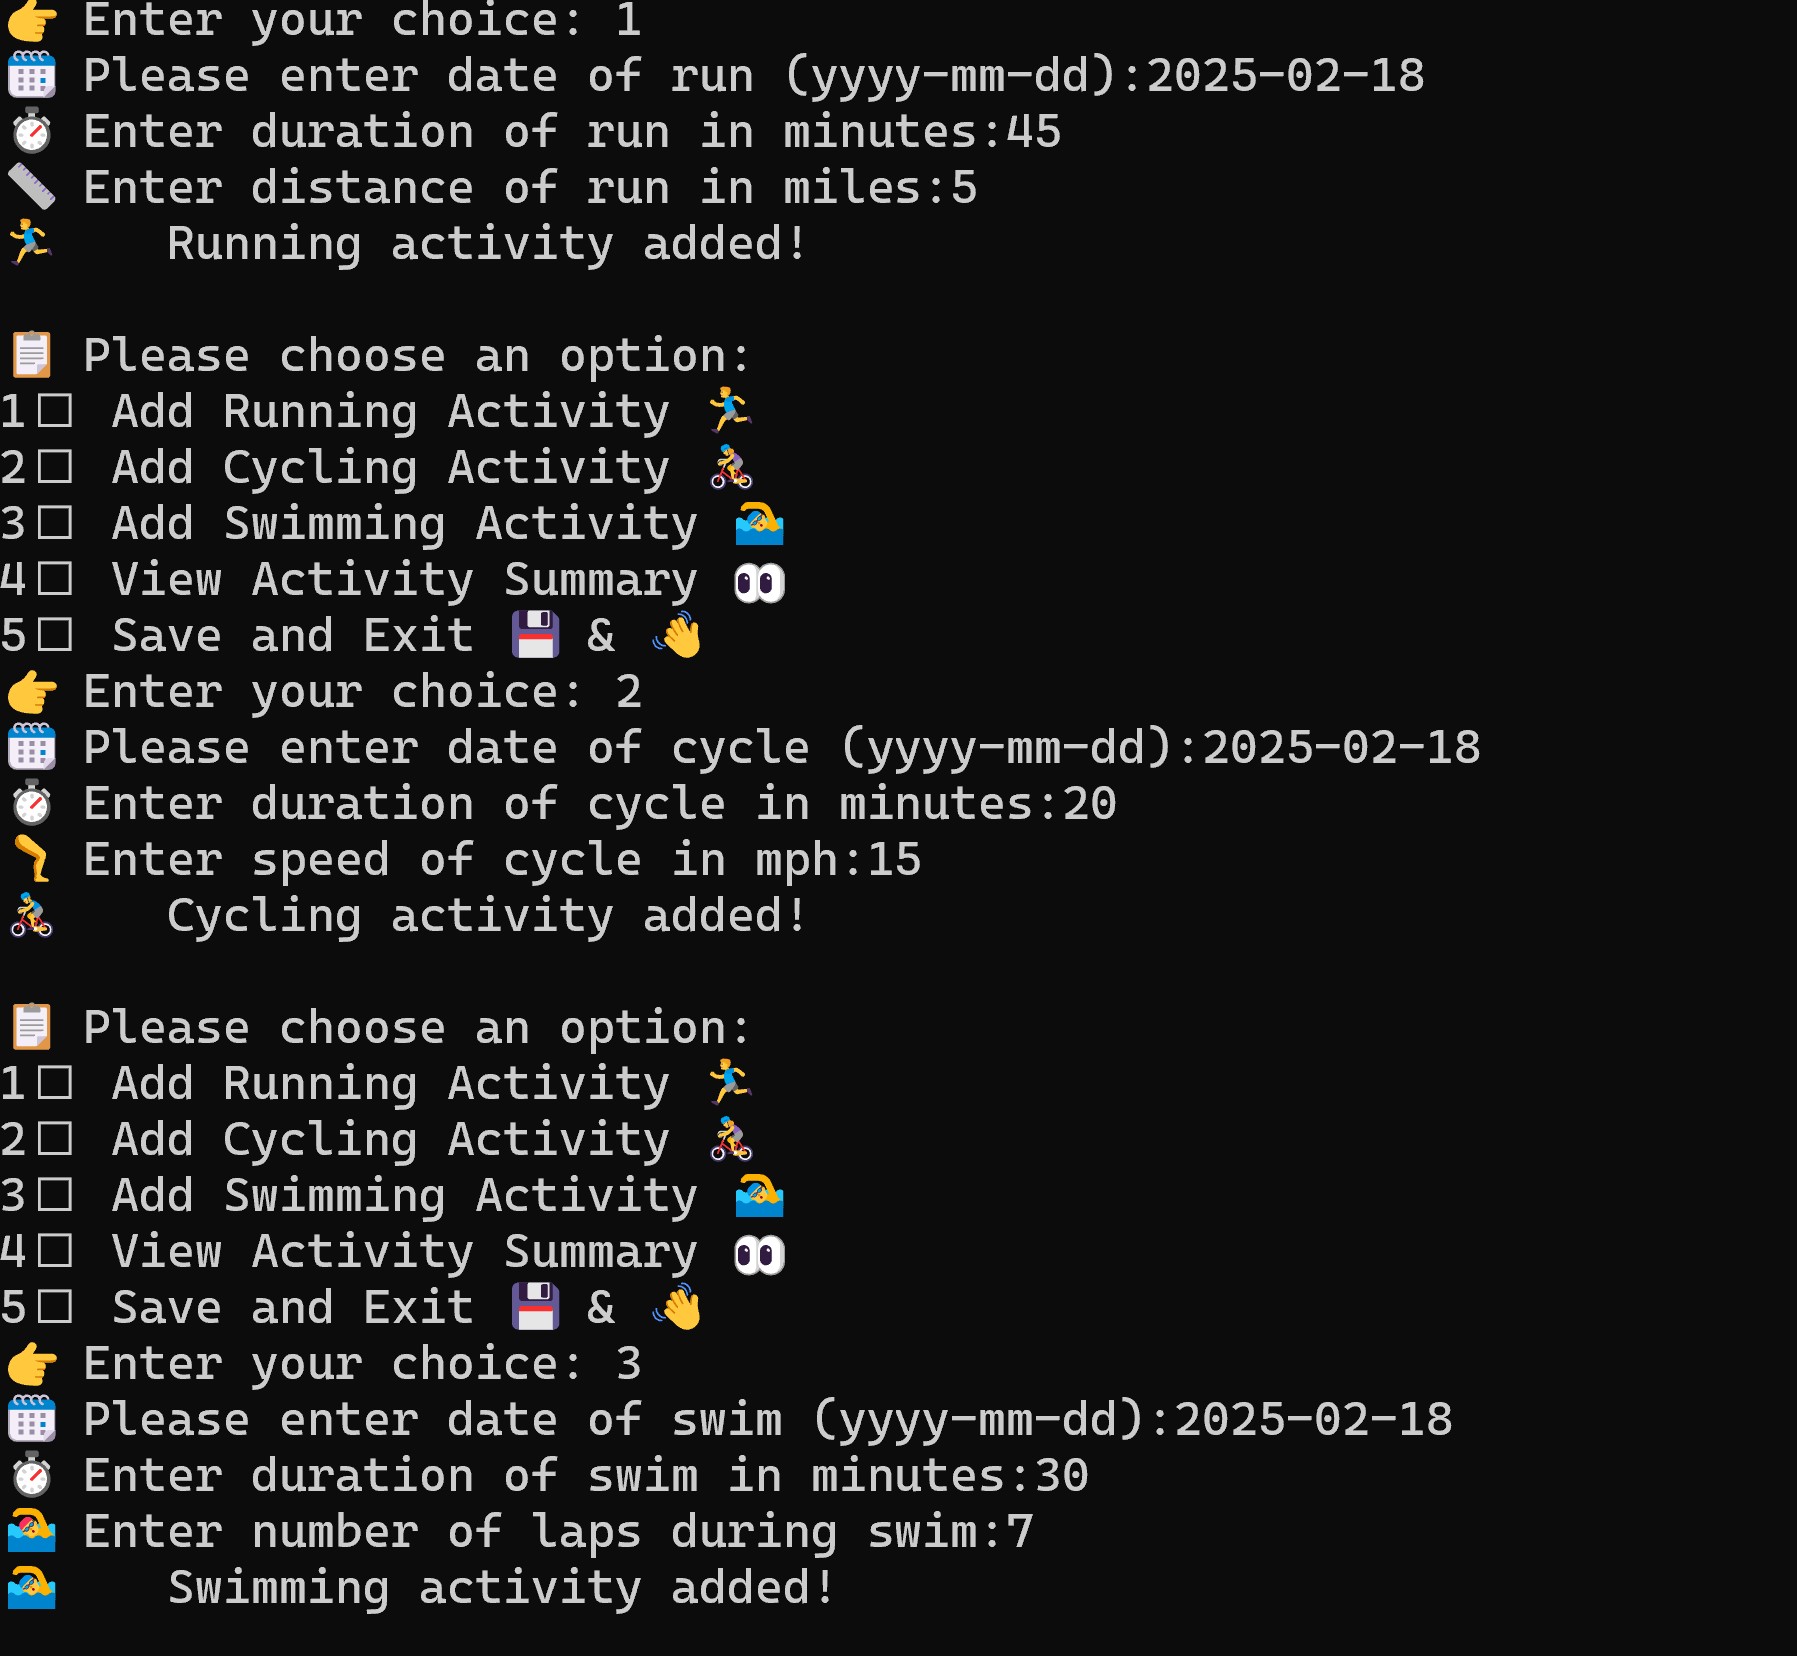 👉 Enter your choice: 1
📅 Please enter date of run (yyyy-mm-dd):2025-02-18
⏱ Enter duration of run in minutes:45
📏 Enter distance of run in miles:5
🏃‍♂️ Running activity added!
📋 Please choose an option:
1□ Add Running Activity 🏃‍♂️
2□ Add Cycling Activity 🚴‍♀️
3□ Add Swimming Activity 🏊‍♂️
4□ View Activity Summary 👀
5□ Save and Exit 💾 & 👋
👉 Enter your choice: 2
📅 Please enter date of cycle (yyyy-mm-dd):2025-02-18
⏱ Enter duration of cycle in minutes:20
🦵 Enter speed of cycle in mph:15
🚴‍♂️ Cycling activity added!
📋 Please choose an option:
1□ Add Running Activity 🏃‍♂️
2□ Add Cycling Activity 🚴‍♀️
3□ Add Swimming Activity 🏊‍♂️
4□ View Activity Summary 👀
5□ Save and Exit 💾 & 👋
👉 Enter your choice: 3
📅 Please enter date of swim (yyyy-mm-dd):2025-02-18
⏱ Enter duration of swim in minutes:30
🏊‍♀️ Enter number of laps during swim:7
🏊‍♂️ Swimming activity added!